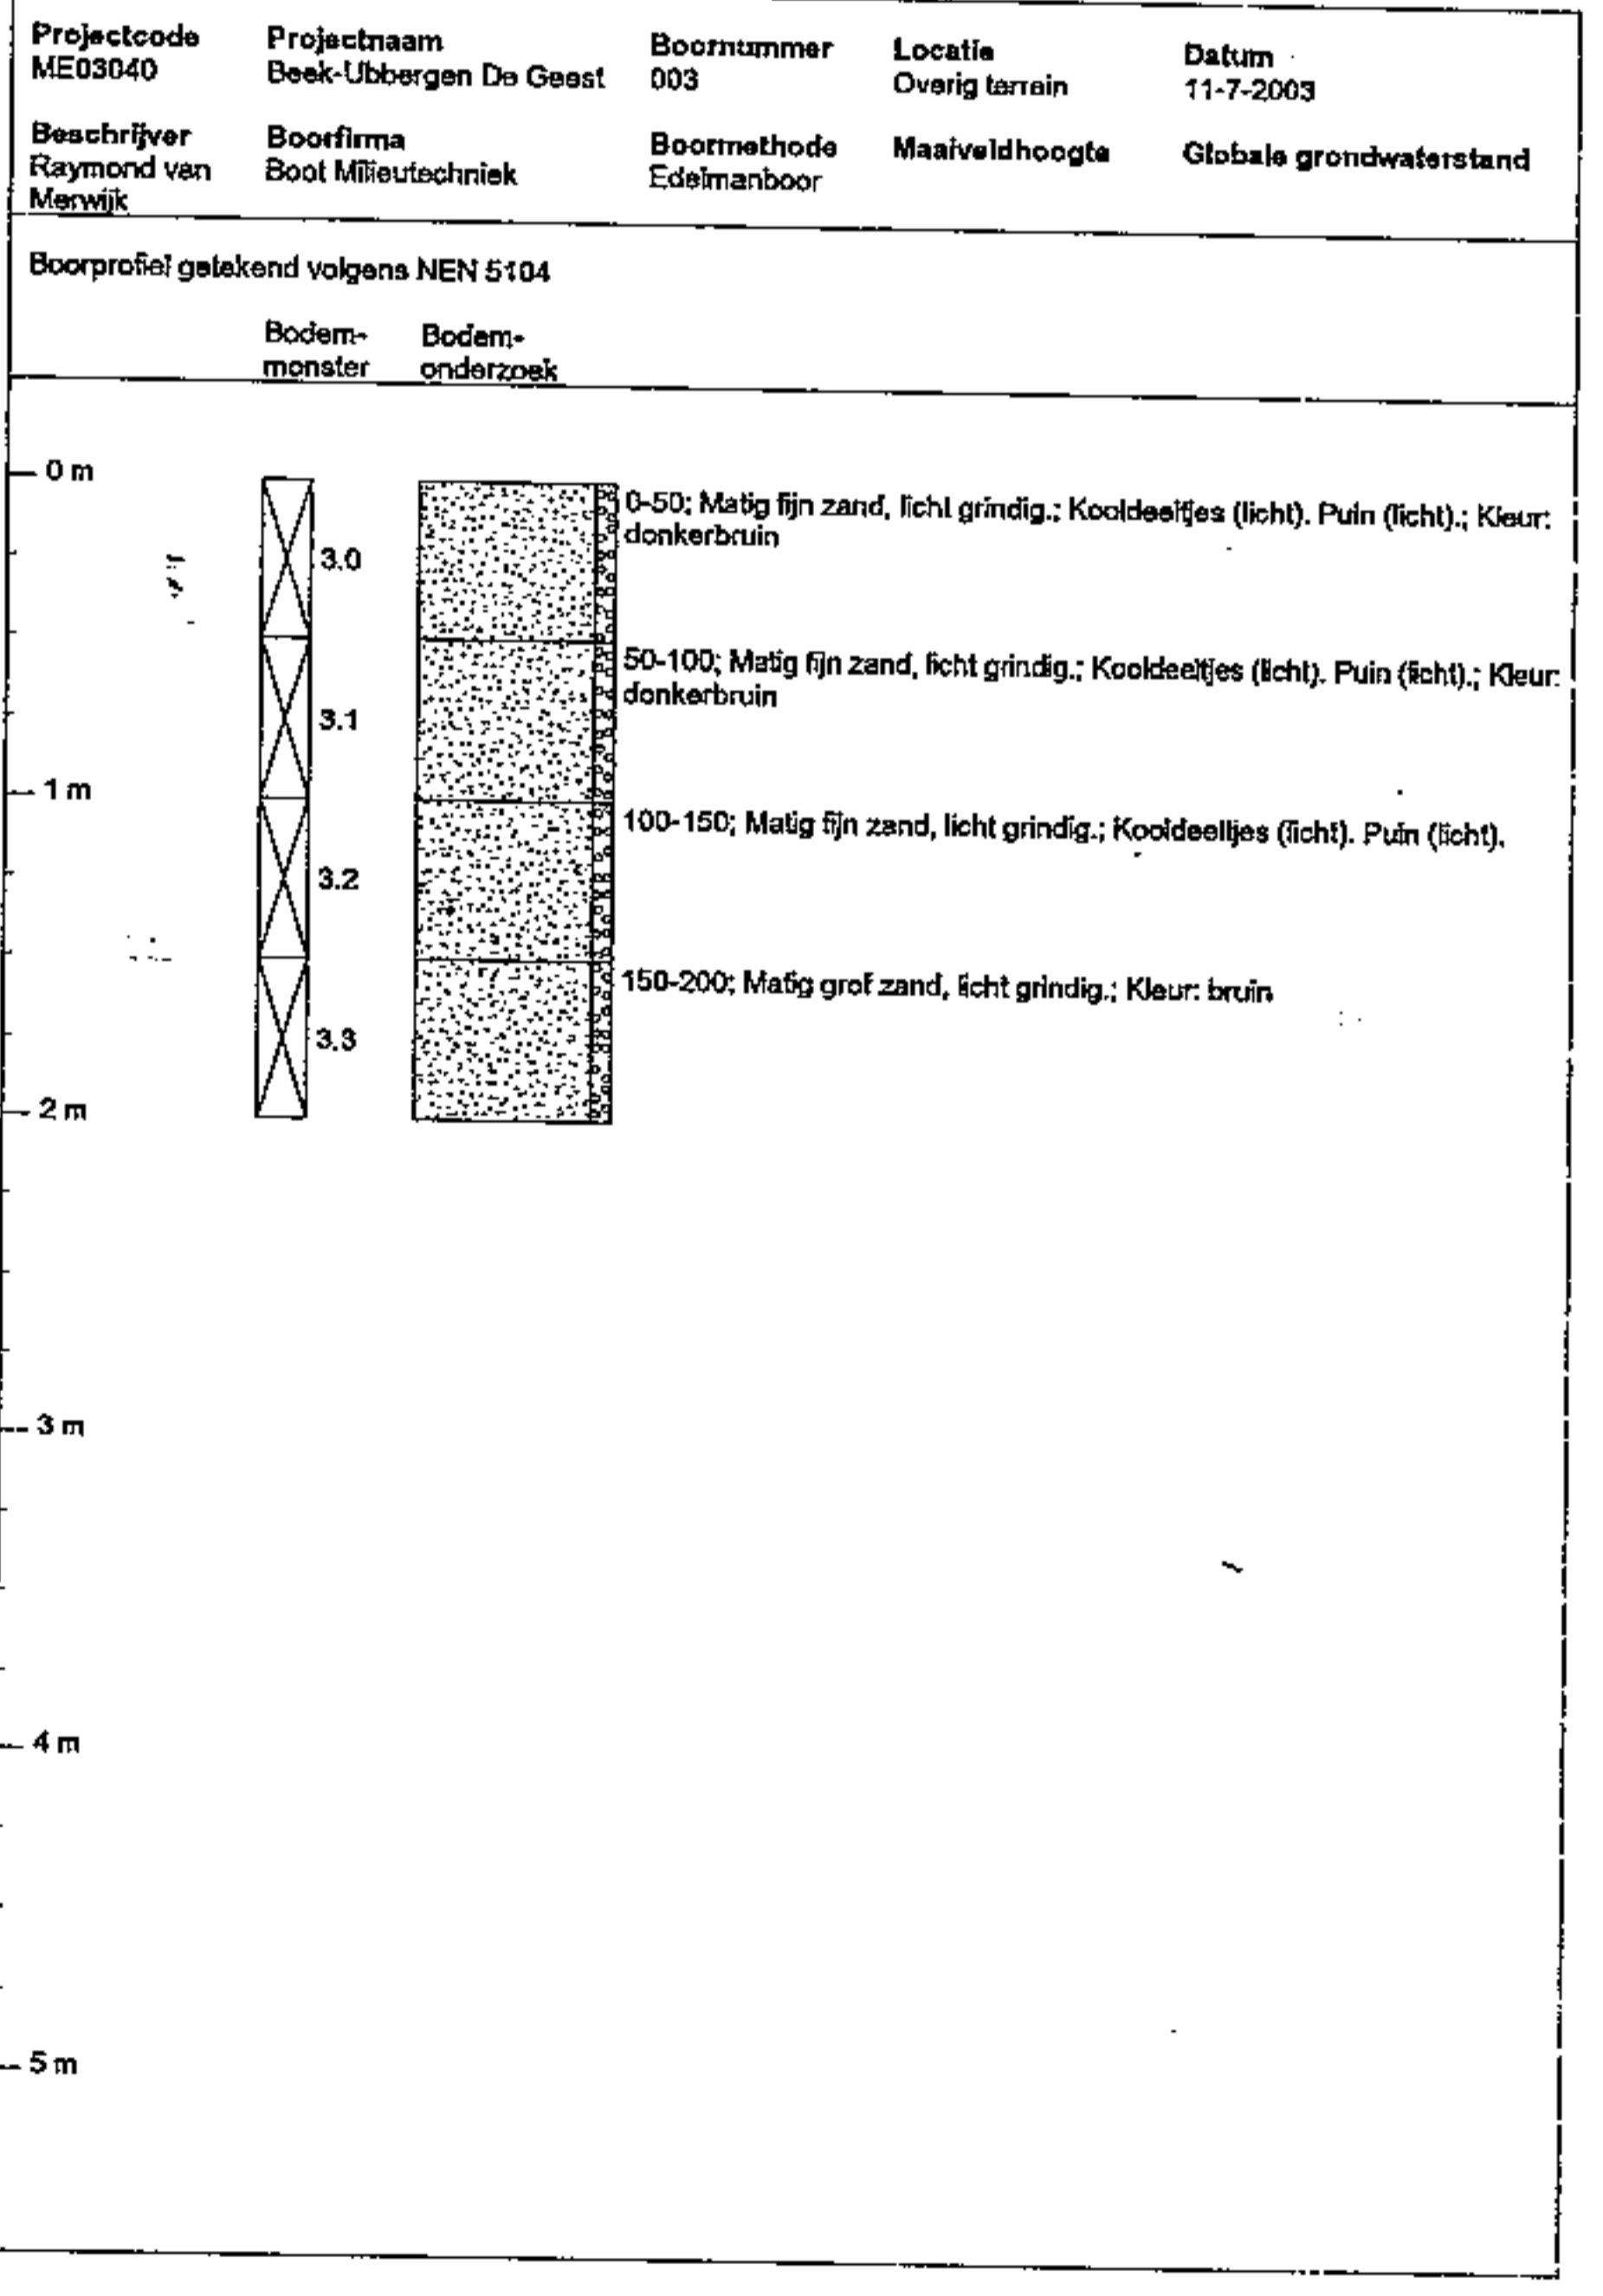 Projectcode Projectnaam Boornummer Locatie Datum
ME03040 Beek-Ubbergen De Geest 003 Overig terrein 11-7-2003
Beschrijver Boorfirma Boormethode Maaiveldhoogte Globale grondwaterstand
Raymond van Boot Milieutechniek Edelmanboor
Merwijk
Boorprofiel getekend volgens NEN 5104
Bodem- Bodem-
monster onderzoek
0 m
0-50; Matig fijn zand, licht grindig.; Kooldeeltjes (licht). Puin (licht).; Kleur:
donkerbruin
3.0
50-100; Matig fijn zand, licht grindig.; Kooldeeltjes (licht). Puin (licht).; Kleur:
donkerbruin
3.1
1 m
100-150; Matig fijn zand, licht grindig.; Kooldeeltjes (licht). Puin (licht).
3.2
150-200; Matig grof zand, licht grindig.; Kleur: bruin
3.3
2 m
3 m
4 m
5 m